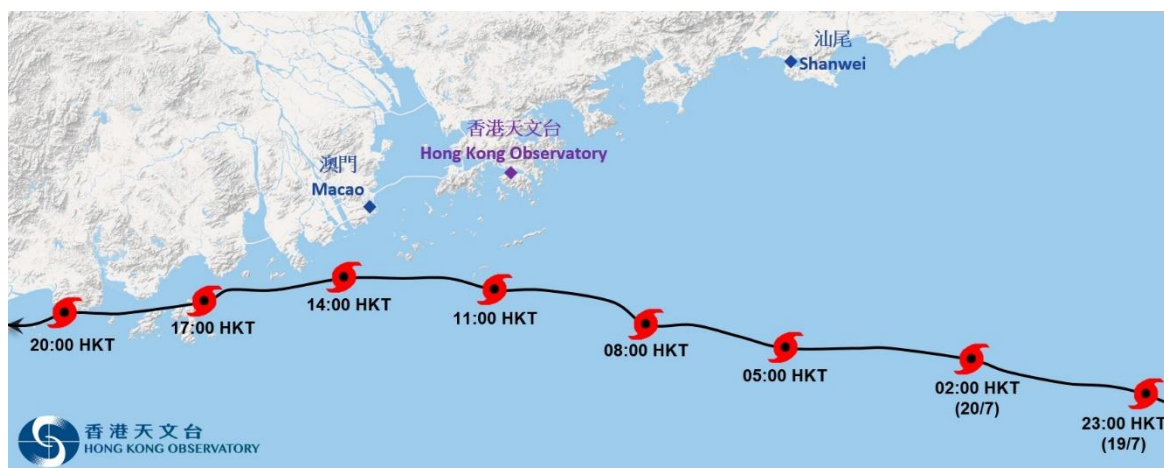 汕尾
Shanwei
香港天文台
Hong Kong Observatory
澳門
Macao
20:00 HKT
17:00 HKT
14:00 HKT
11:00 HKT
08:00 HKT
05:00 HKT
02:00 HKT
(20/7)
23:00 HKT
(19/7)
香港天文台
HONG KONG OBSERVATORY